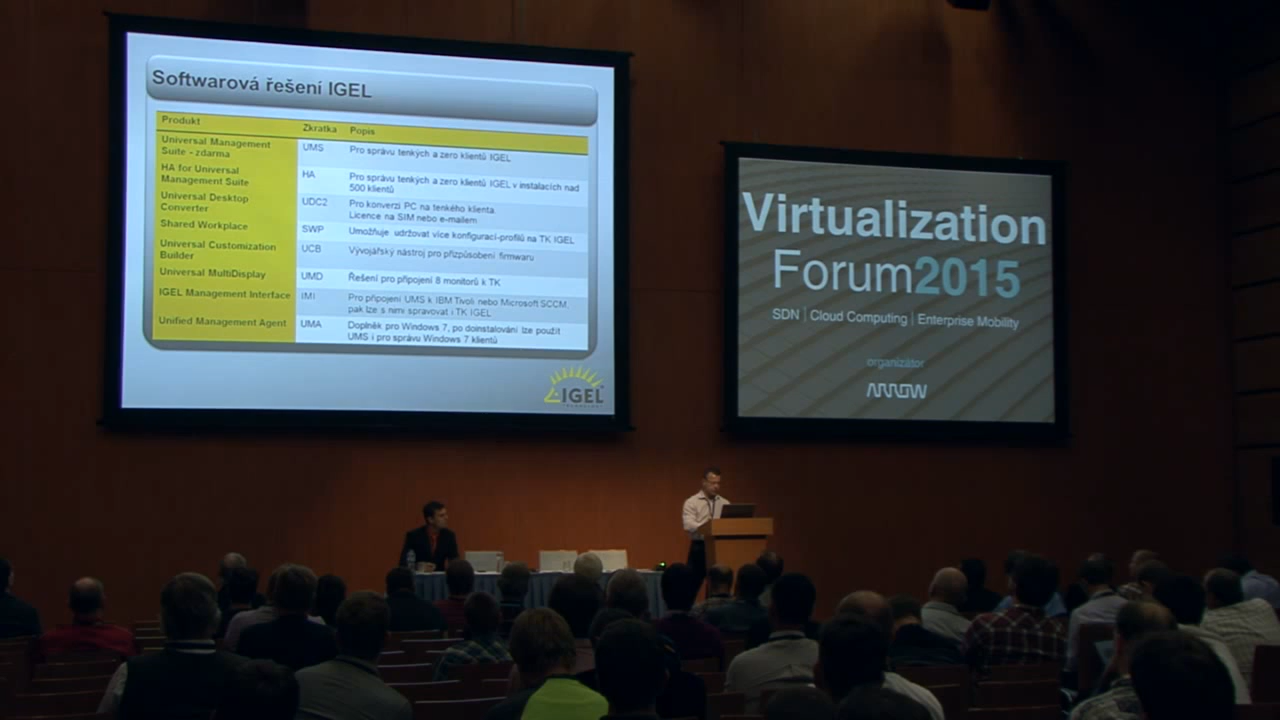 Softwarová řešení IGEL
Produkt Zkratka Popis
Universal Management
Suite - zdarma
UMS
Pro správu tenkých a zero klientů IGEL
HA for Universal
Management Suite
HA
Pro správu tenkých a zero klientů IGEL v instalacích nad
500 klientů
Universal Desktop
Converter
UDC2
Pro konverzi PC na tenkého klienta.
Licence na SIM nebo e-mailem
Shared Workplace
SWP
Umožňuje udržovat více konfigurací-profilů na TK IGEL
Universal Customization
Builder
UCB
Vývojářský nástroj pro přizpůsobení firmwaru
Universal MultiDisplay
UMD
Řešení pro připojení 8 monitorů k TK
IGEL Management Interface
IMI
Pro připojení UMS k IBM Tivoli nebo Microsoft SCCM,
pak lze s nimi spravovat i TK IGEL
Unified Management Agent
UMA
Doplněk pro Windows 7, po doinstalování lze použít
UMS i pro správu Windows 7 klientů
IGEL
TECHNOLOGY
Virtualization
Forum2015
SDN | Cloud Computing | Enterprise Mobility
organizátor
ARROW